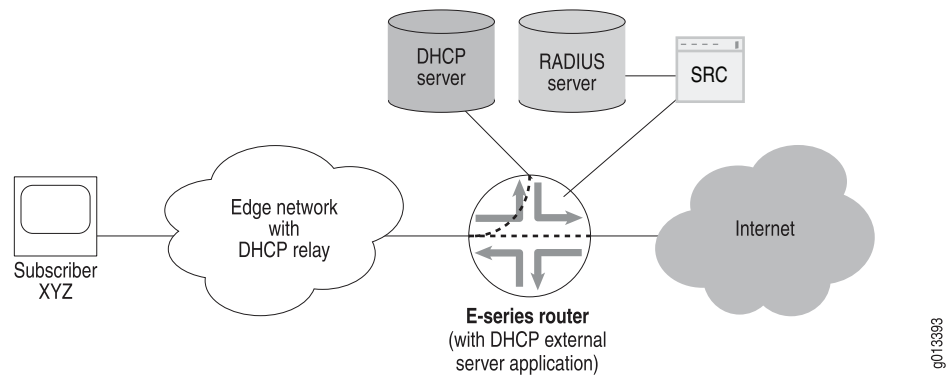 DHCP
server
RADIUS
server
SRC
Edge network
with
DHCP relay
Internet
Subscriber
XYZ
E-series router
(with DHCP external
server application)
g013393